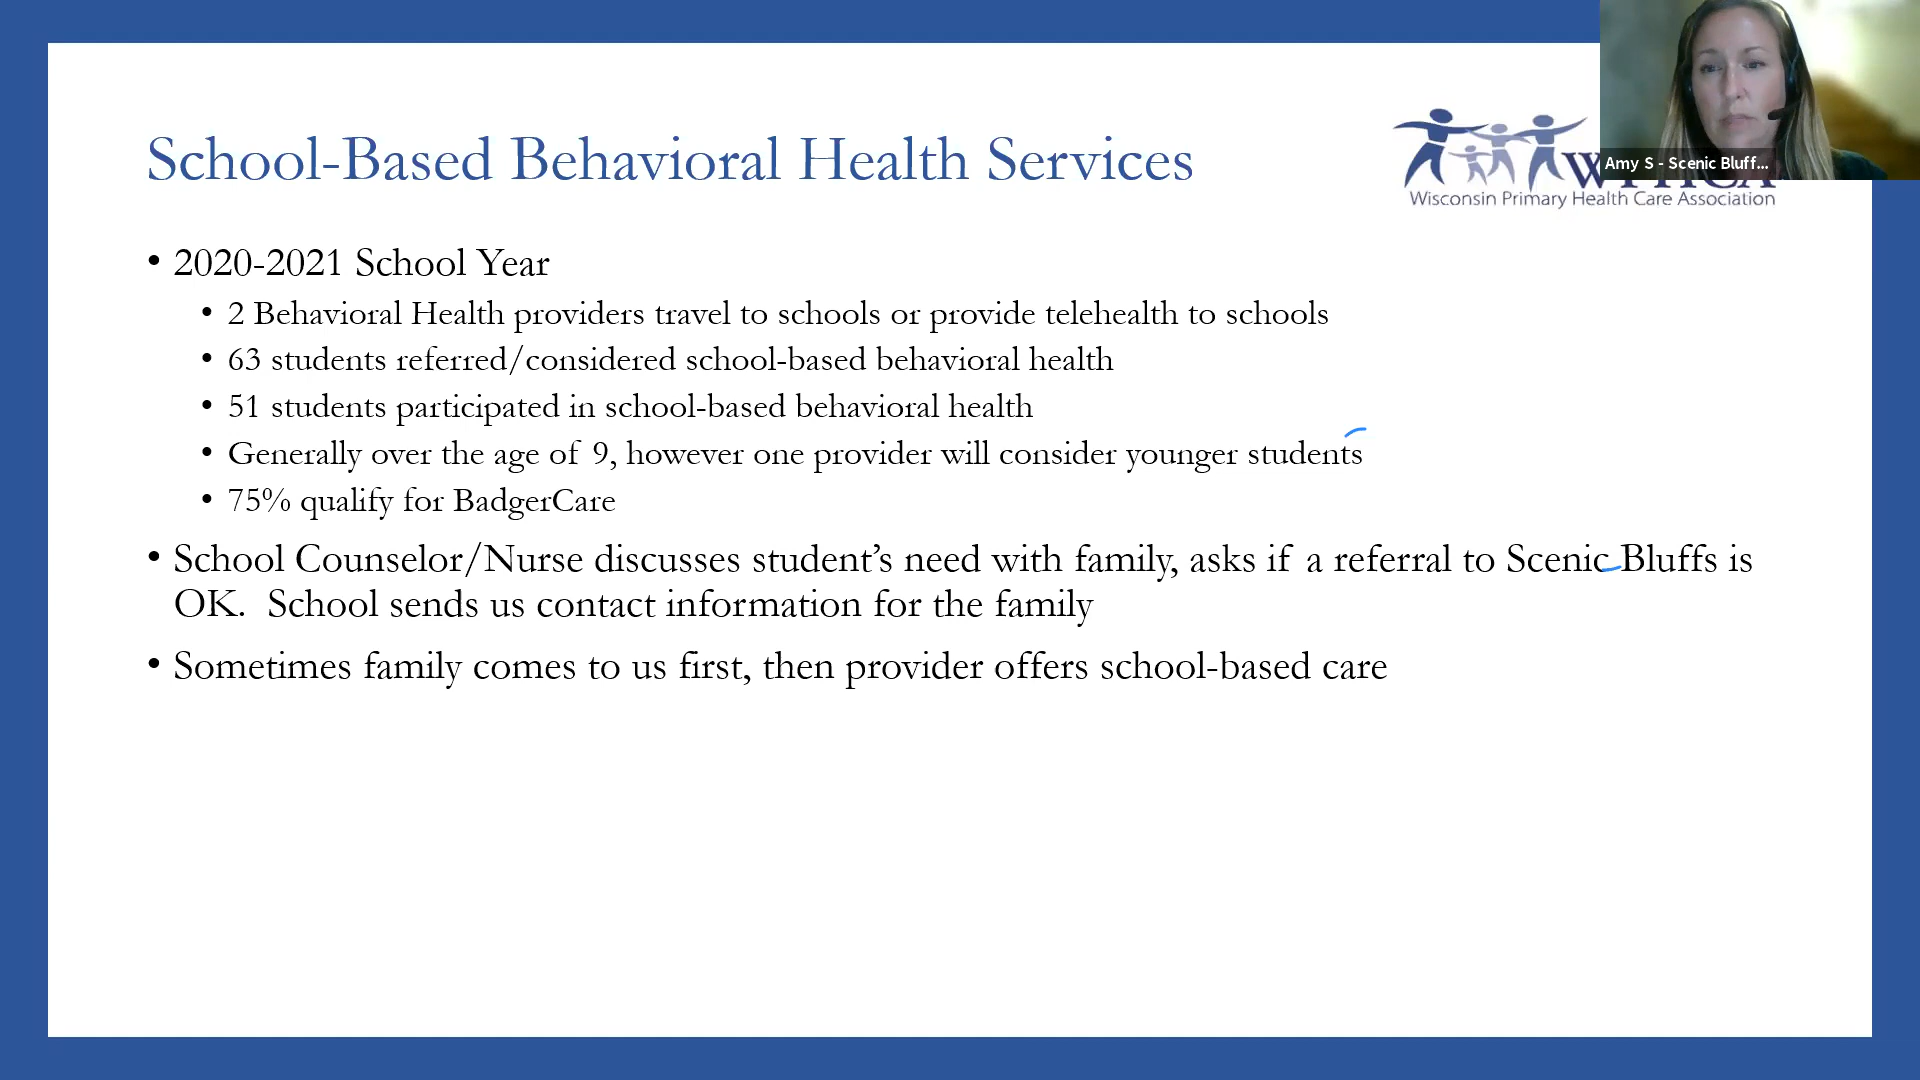 School-Based Behavioral Health Services
Amy S - Scenic Bluff...
Wisconsin Primary Health Care Association
• 2020-2021 School Year
• 2 Behavioral Health providers travel to schools or provide telehealth to schools
• 63 students referred/considered school-based behavioral health
• 51 students participated in school-based behavioral health
• Generally over the age of 9, however one provider will consider younger students
• 75% qualify for BadgerCare
• School Counselor/Nurse discusses student’s need with family, asks if a referral to Scenic Bluffs is
OK. School sends us contact information for the family
• Sometimes family comes to us first, then provider offers school-based care